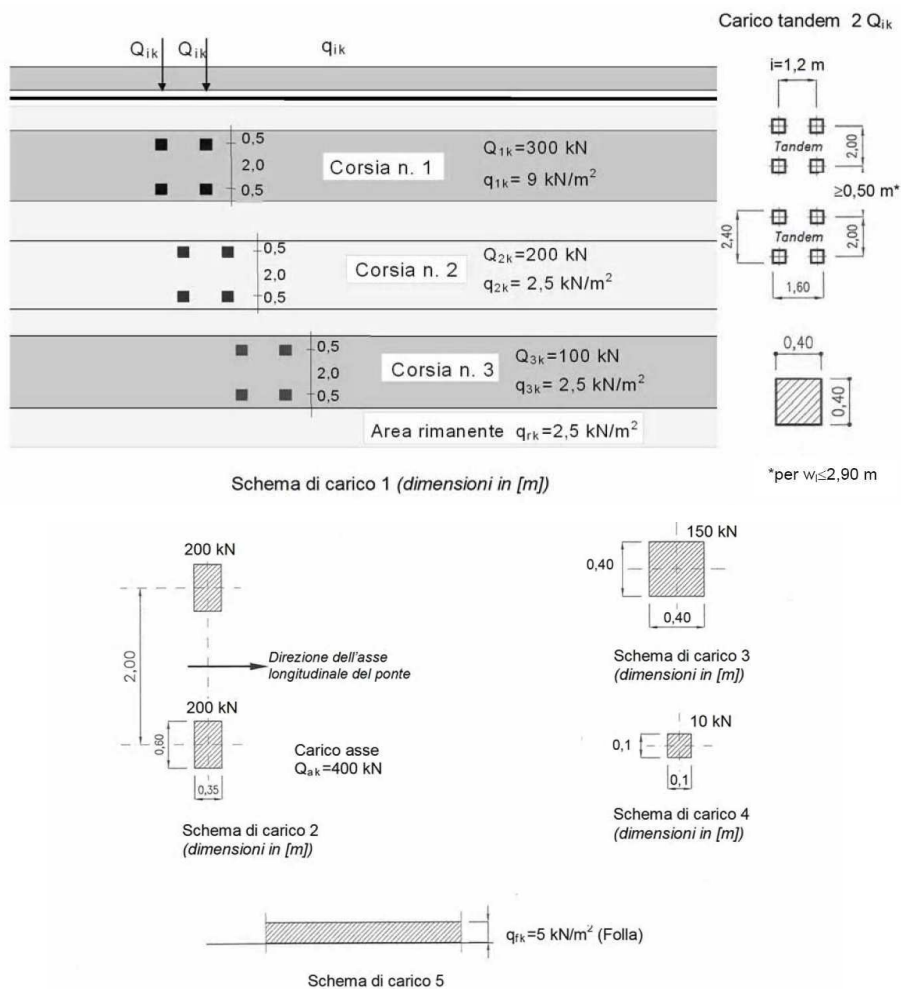 Carico tandem 2 Qik
Qik Qik qik
i=1,2 m
0,5
2,0
0,5
Corsia n. 1
Q1k=300 kN
q1k= 9 kN/m²
Tandem
2,00
≥0,50 m*
0,5
2,0
0,5
Corsia n. 2
Q2k=200 kN
q2k= 2,5 kN/m²
2,40
Tandem
2,00
1,60
0,5
2,0
0,5
Corsia n. 3
Q3k=100 kN
q3k= 2,5 kN/m²
0,40
0,40
Area rimanente qrk=2,5 kN/m²
Schema di carico 1 (dimensioni in [m])
*per wl≤2,90 m
200 kN
2,00
Direzione dell'asse
longitudinale del ponte
200 kN
0,60
0,35
Carico asse
Qak=400 kN
Schema di carico 2
(dimensioni in [m])
150 kN
0,40
0,40
Schema di carico 3
(dimensioni in [m])
10 kN
0,1
0,1
Schema di carico 4
(dimensioni in [m])
qfk=5 kN/m² (Folla)
Schema di carico 5